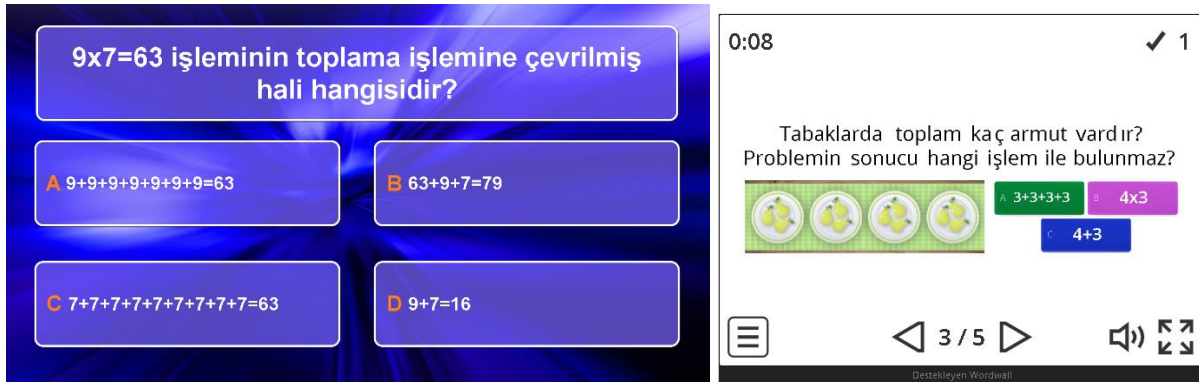 9x7=63 işleminin toplama işlemine çevrilmiş
hali hangisidir?
A 9+9+9+9+9+9+9=63
B 63+9+7=79
C 7+7+7+7+7+7+7+7+7=63
D 9+7=16
0:08
✓ 1
Tabaklarda toplam kaç armut vardır?
Problemin sonucu hangi işlem ile bulunmaz?
A 3+3+3+3
B 4x3
C 4+3
3 / 5
Destekleyen Wordwall